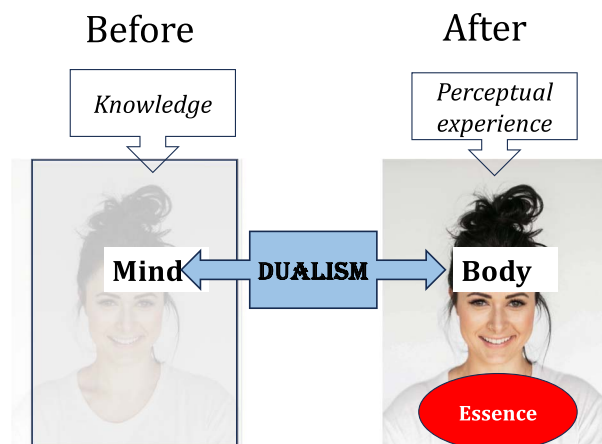 Before
After
Knowledge
Perceptual
experience
Mind
DUALISM
Body
Essence